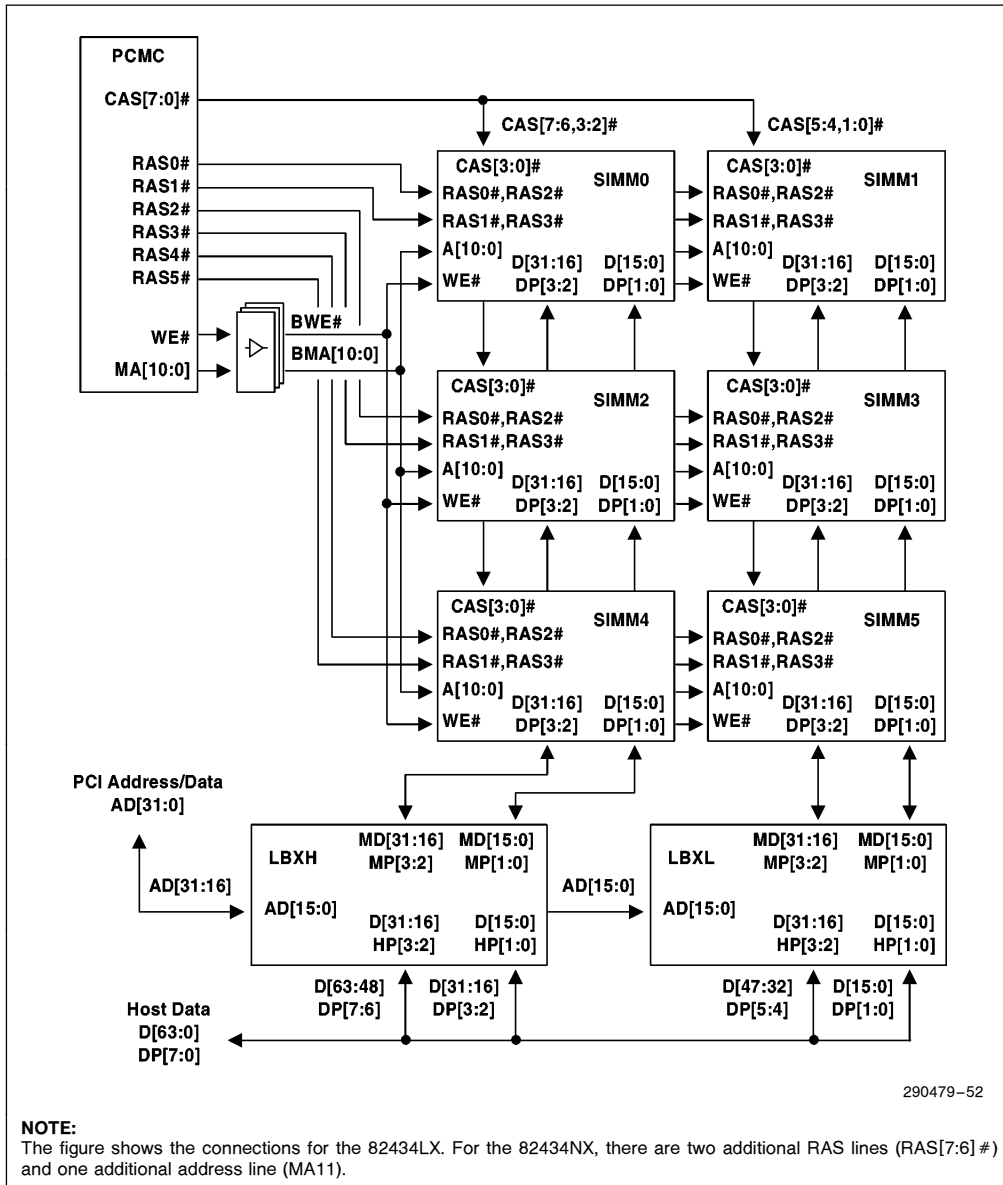 PCMC
CAS[7:0]#
CAS[7:6,3:2]#
CAS[5:4,1:0]#
RAS0#
RAS1#
RAS2#
RAS3#
RAS4#
RAS5#
WE#
MA[10:0]
BWE#
BMA[10:0]
CAS[3:0]#
SIMM0
RAS0#,RAS2#
RAS1#,RAS3#
A[10:0]
D[31:16] D[15:0]
WE#
DP[3:2] DP[1:0]
CAS[3:0]#
SIMM1
RAS0#,RAS2#
RAS1#,RAS3#
A[10:0]
D[31:16] D[15:0]
WE#
DP[3:2] DP[1:0]
CAS[3:0]#
SIMM2
RAS0#,RAS2#
RAS1#,RAS3#
A[10:0]
D[31:16] D[15:0]
WE#
DP[3:2] DP[1:0]
CAS[3:0]#
SIMM3
RAS0#,RAS2#
RAS1#,RAS3#
A[10:0]
D[31:16] D[15:0]
WE#
DP[3:2] DP[1:0]
CAS[3:0]#
SIMM4
RAS0#,RAS2#
RAS1#,RAS3#
A[10:0]
D[31:16] D[15:0]
WE#
DP[3:2] DP[1:0]
CAS[3:0]#
SIMM5
RAS0#,RAS2#
RAS1#,RAS3#
A[10:0]
D[31:16] D[15:0]
WE#
DP[3:2] DP[1:0]
PCI Address/Data
AD[31:0]
AD[31:16]
LBXH
MD[31:16] MD[15:0]
MP[3:2] MP[1:0]
AD[15:0]
D[31:16] D[15:0]
HP[3:2] HP[1:0]
AD[15:0]
LBXL
MD[31:16] MD[15:0]
MP[3:2] MP[1:0]
AD[15:0]
D[31:16] D[15:0]
HP[3:2] HP[1:0]
D[63:48] D[31:16]
DP[7:6] DP[3:2]
D[47:32] D[15:0]
DP[5:4] DP[1:0]
Host Data
D[63:0]
DP[7:0]
290479–52
NOTE:
The figure shows the connections for the 82434LX. For the 82434NX, there are two additional RAS lines (RAS[7:6]#)
and one additional address line (MA11).